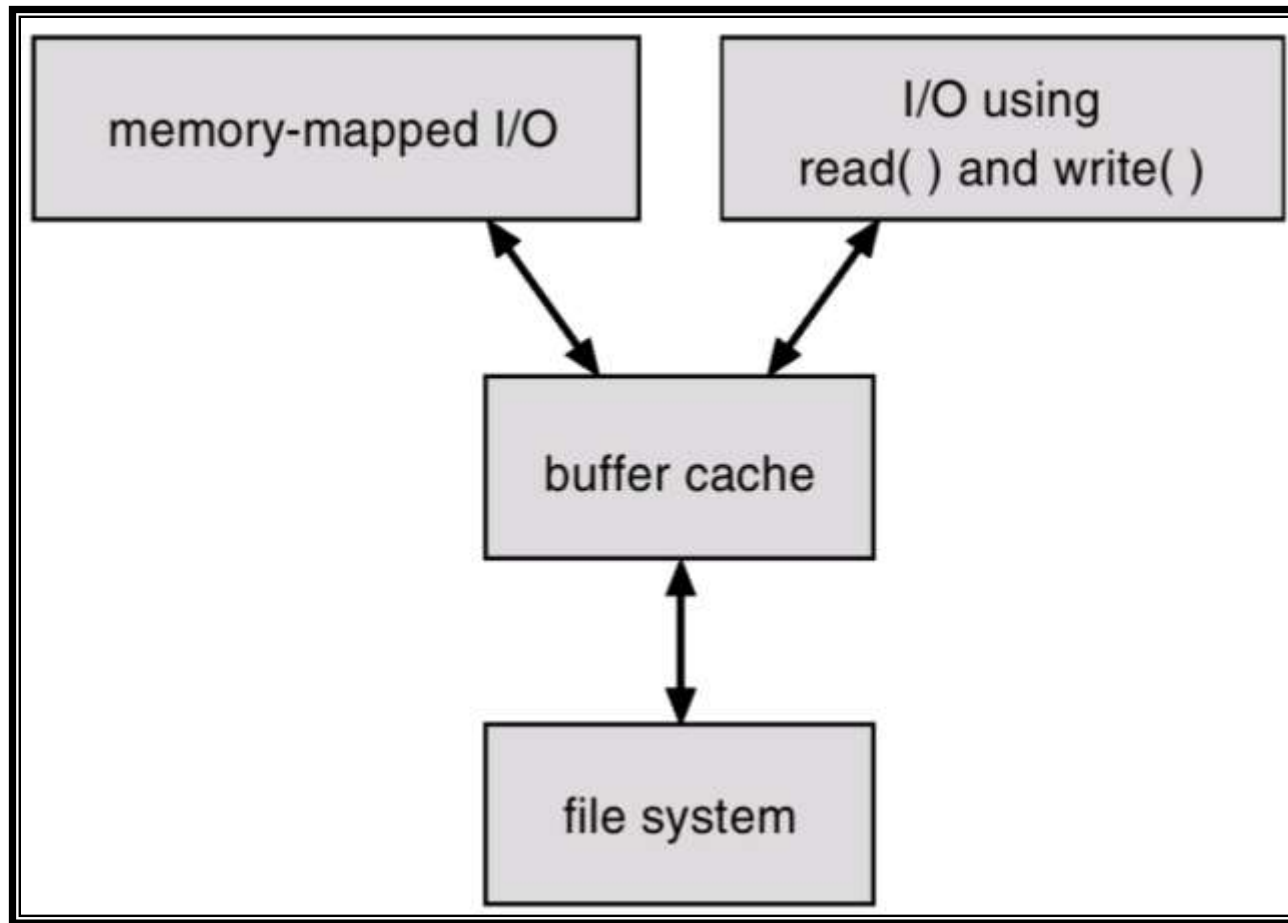 memory-mapped I/O
I/O using
read( ) and write( )
buffer cache
file system